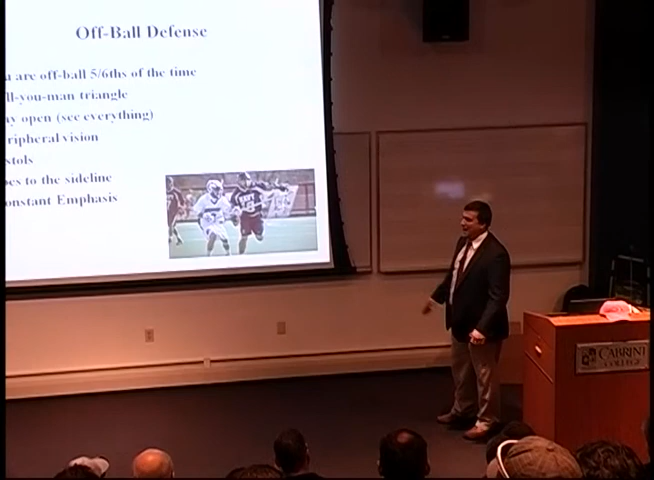 Off-Ball Defense
are off-ball 5/6ths of the time
ll-you-man triangle
ay open (see everything)
ripheral vision
stols
es to the sideline
onstant Emphasis
CABRINI
COLLEGE